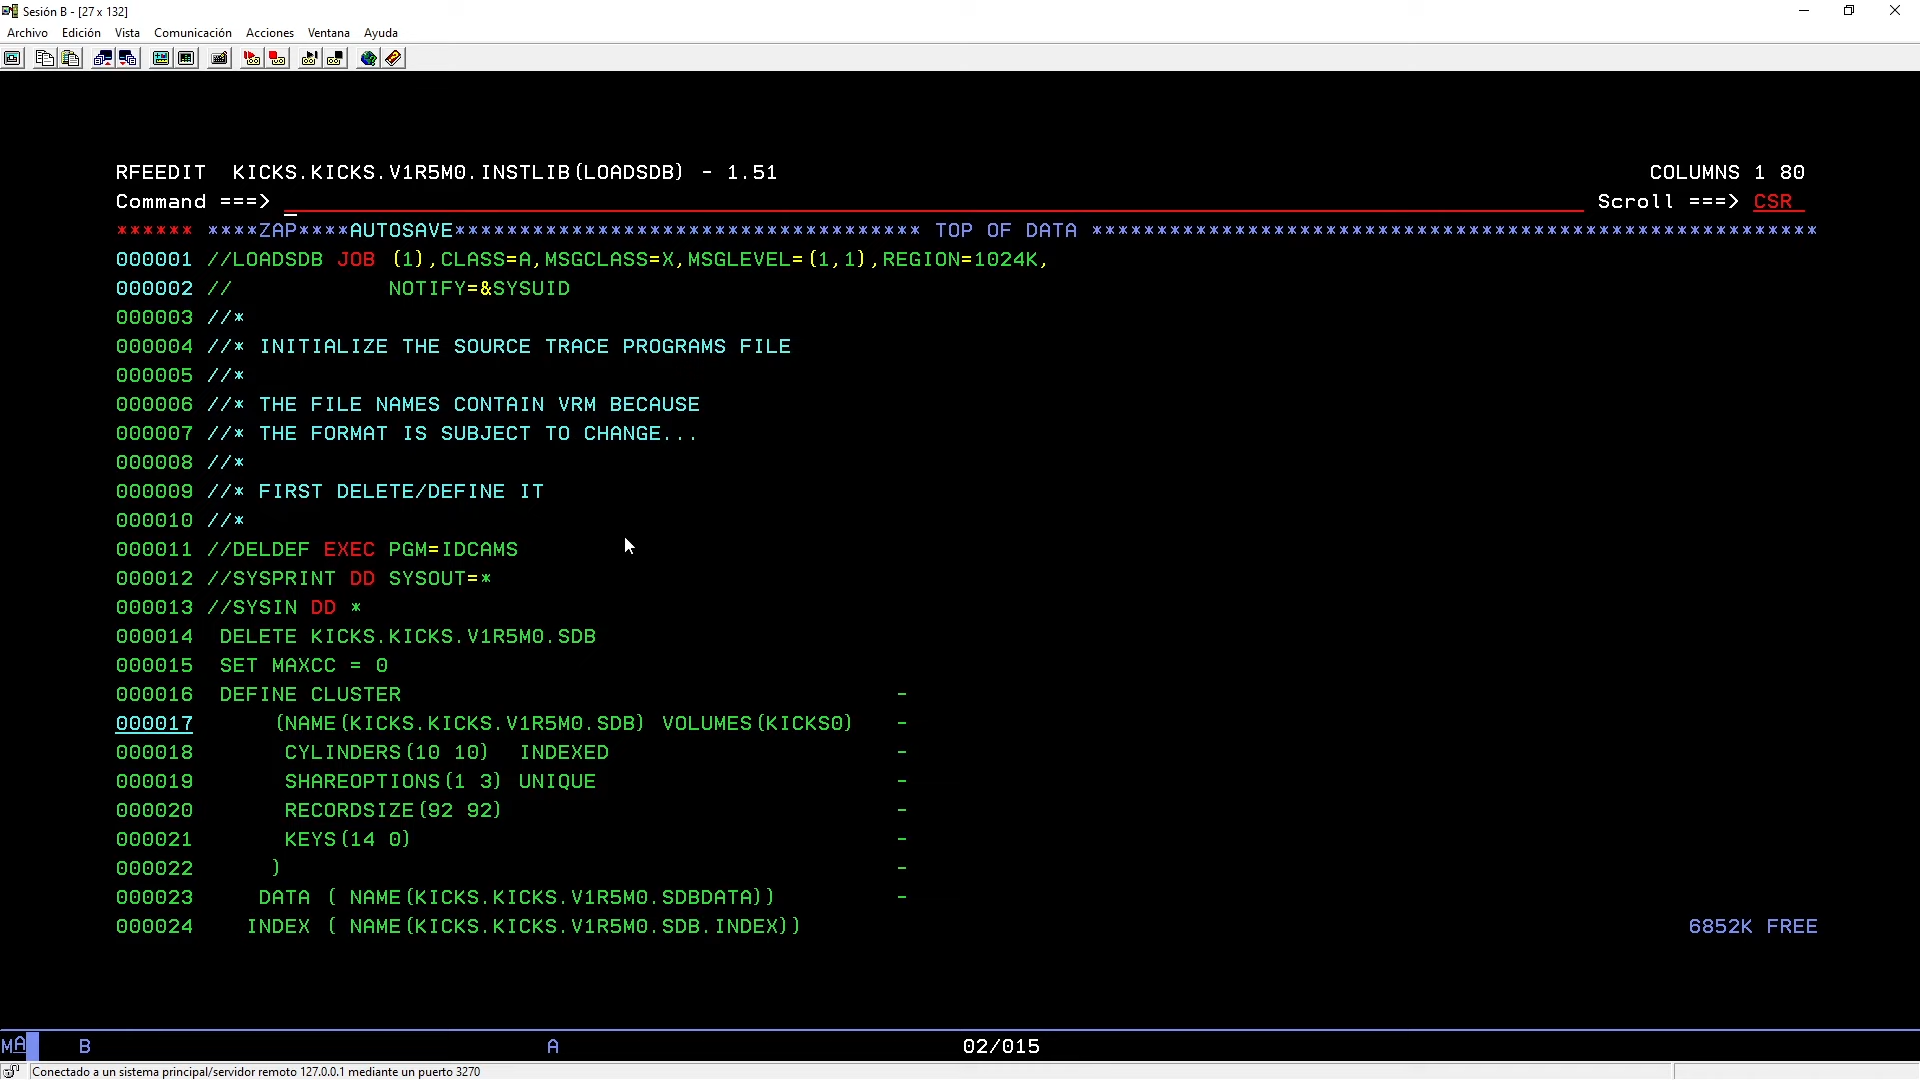 Sesión B - [27 x 132]
Archivo Edición Vista Comunicación Acciones Ventana Ayuda
RFEEDIT  KICKS.KICKS.V1R5M0.INSTLIB(LOADSDB) - 1.51 COLUMNS 1 80
Command ===> Scroll ===> CSR
****** ****ZAP****AUTOSAVE************************************ TOP OF DATA ********************************************************
000001 //LOADSDB JOB (1),CLASS=A,MSGCLASS=X,MSGLEVEL=(1,1),REGION=1024K,
000002 //            NOTIFY=&SYSUID
000003 //*
000004 //* INITIALIZE THE SOURCE TRACE PROGRAMS FILE
000005 //*
000006 //* THE FILE NAMES CONTAIN VRM BECAUSE
000007 //* THE FORMAT IS SUBJECT TO CHANGE...
000008 //*
000009 //* FIRST DELETE/DEFINE IT
000010 //*
000011 //DELDEF EXEC PGM=IDCAMS
000012 //SYSPRINT DD SYSOUT=*
000013 //SYSIN DD *
000014  DELETE KICKS.KICKS.V1R5M0.SDB
000015  SET MAXCC = 0
000016  DEFINE CLUSTER                                       -
000017      (NAME(KICKS.KICKS.V1R5M0.SDB) VOLUMES(KICKS0)    -
000018       CYLINDERS(10 10)  INDEXED                       -
000019       SHAREOPTIONS(1 3) UNIQUE                        -
000020       RECORDSIZE(92 92)                               -
000021       KEYS(14 0)                                      -
000022      )                                                -
000023     DATA ( NAME(KICKS.KICKS.V1R5M0.SDBDATA))          -
000024    INDEX ( NAME(KICKS.KICKS.V1R5M0.SDB.INDEX)) 6852K FREE
MA B A 02/015
Conectado a un sistema principal/servidor remoto 127.0.0.1 mediante un puerto 3270